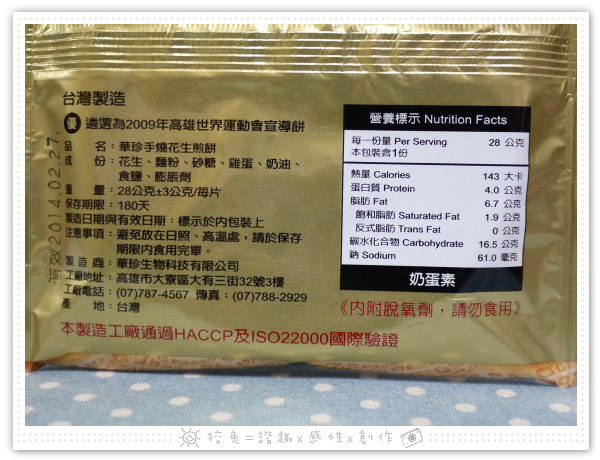 台灣製造
優 遴選為2009年高雄世界運動會宣導餅
品 名：華珍手燒花生煎餅
成 份：花生、麵粉、砂糖、雞蛋、奶油、
食鹽、膨脹劑
重 量：28公克±3公克/每片
保存期限：180天
製造日期與有效日期：標示於內包裝上
注意事項：避免放在日照、高溫處，請於保存
期限內食用完畢。
製造商：華珍生物科技有限公司
工廠地址：高雄市大寮區大有三街32號3樓
工廠電話：(07)787-4567 傳真：(07)788-2929
產 地：台灣
本製造工廠通過HACCP及ISO22000國際驗證
有效2014.02.27.
營養標示 Nutrition Facts
每一份量 Per Serving 28 公克
本包裝含1份
熱量 Calories 143 大卡
蛋白質 Protein 4.0 公克
脂肪 Fat 6.7 公克
飽和脂肪 Saturated Fat 1.9 公克
反式脂肪 Trans Fat 0 公克
碳水化合物 Carbohydrate 16.5 公克
鈉 Sodium 61.0 毫克
奶蛋素
《內附脫氧劑，請勿食用》
狡兔=諧趣x感性x創作